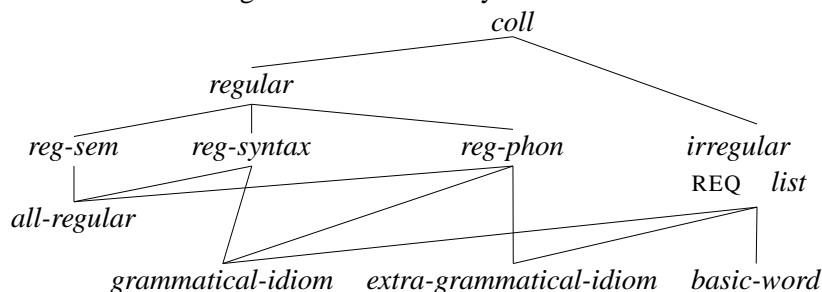 coll
regular
reg-sem reg-syntax reg-phon irregular
REQ list
all-regular
grammatical-idiom extra-grammatical-idiom basic-word